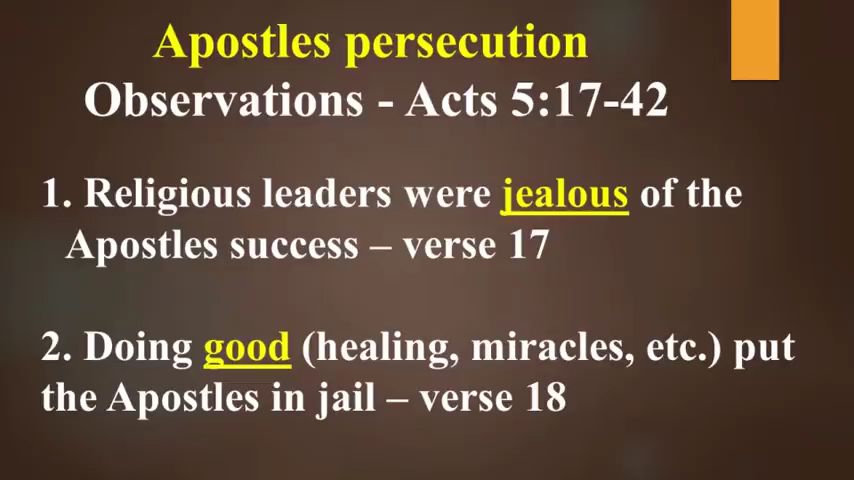 Apostles persecution
Observations - Acts 5:17-42
1. Religious leaders were jealous of the
Apostles success – verse 17
2. Doing good (healing, miracles, etc.) put
the Apostles in jail – verse 18